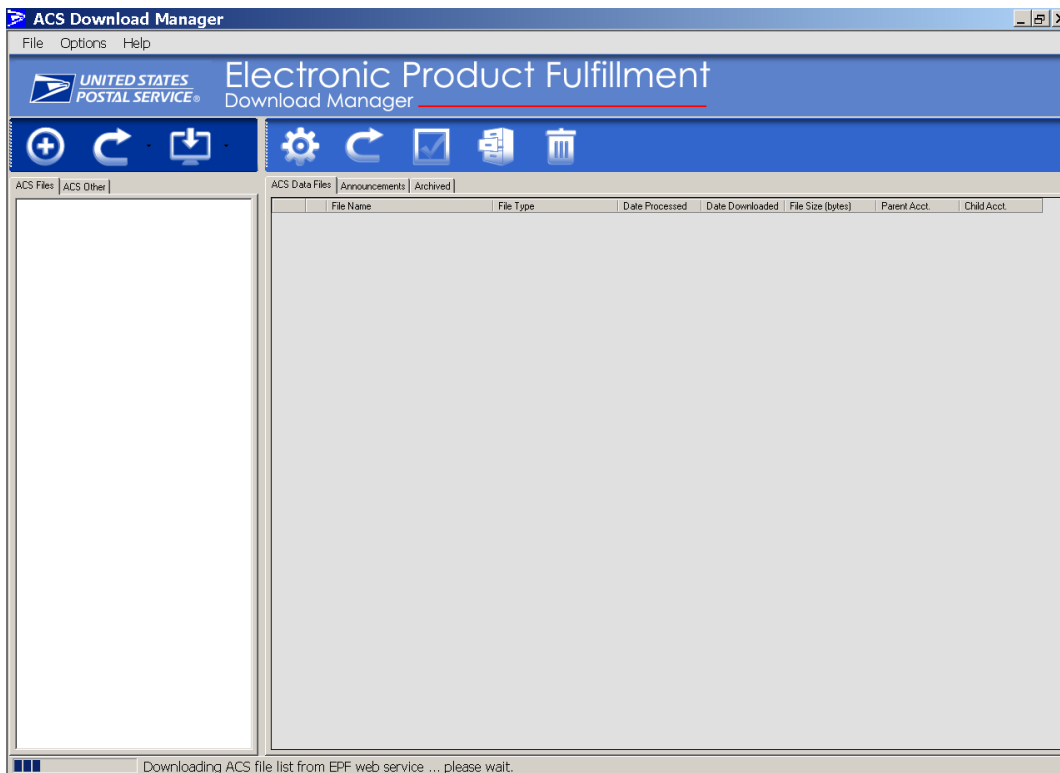 ACS Download Manager
File Options Help
UNITED STATES
POSTAL SERVICE®
Electronic Product Fulfillment
Download Manager
ACS Files ACS Other
ACS Data Files Announcements Archived
File Name File Type Date Processed Date Downloaded File Size (bytes) Parent Acct. Child Acct.
Downloading ACS file list from EPF web service ... please wait.